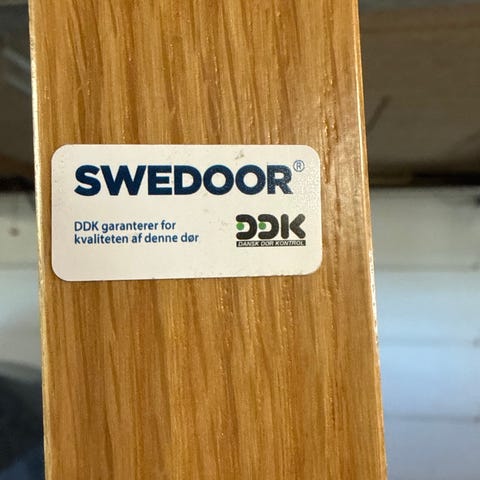 SWEDOOR®
DDK garanterer for
kvaliteten af denne dør
DDK
DANSK DØR KONTROL